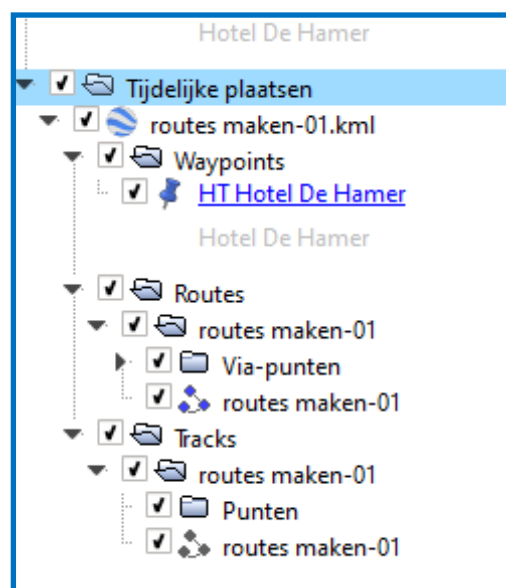 Hotel De Hamer
Tijdelijke plaatsen
routes maken-01.kml
Waypoints
HT Hotel De Hamer
Hotel De Hamer
Routes
routes maken-01
Via-punten
routes maken-01
Tracks
routes maken-01
Punten
routes maken-01